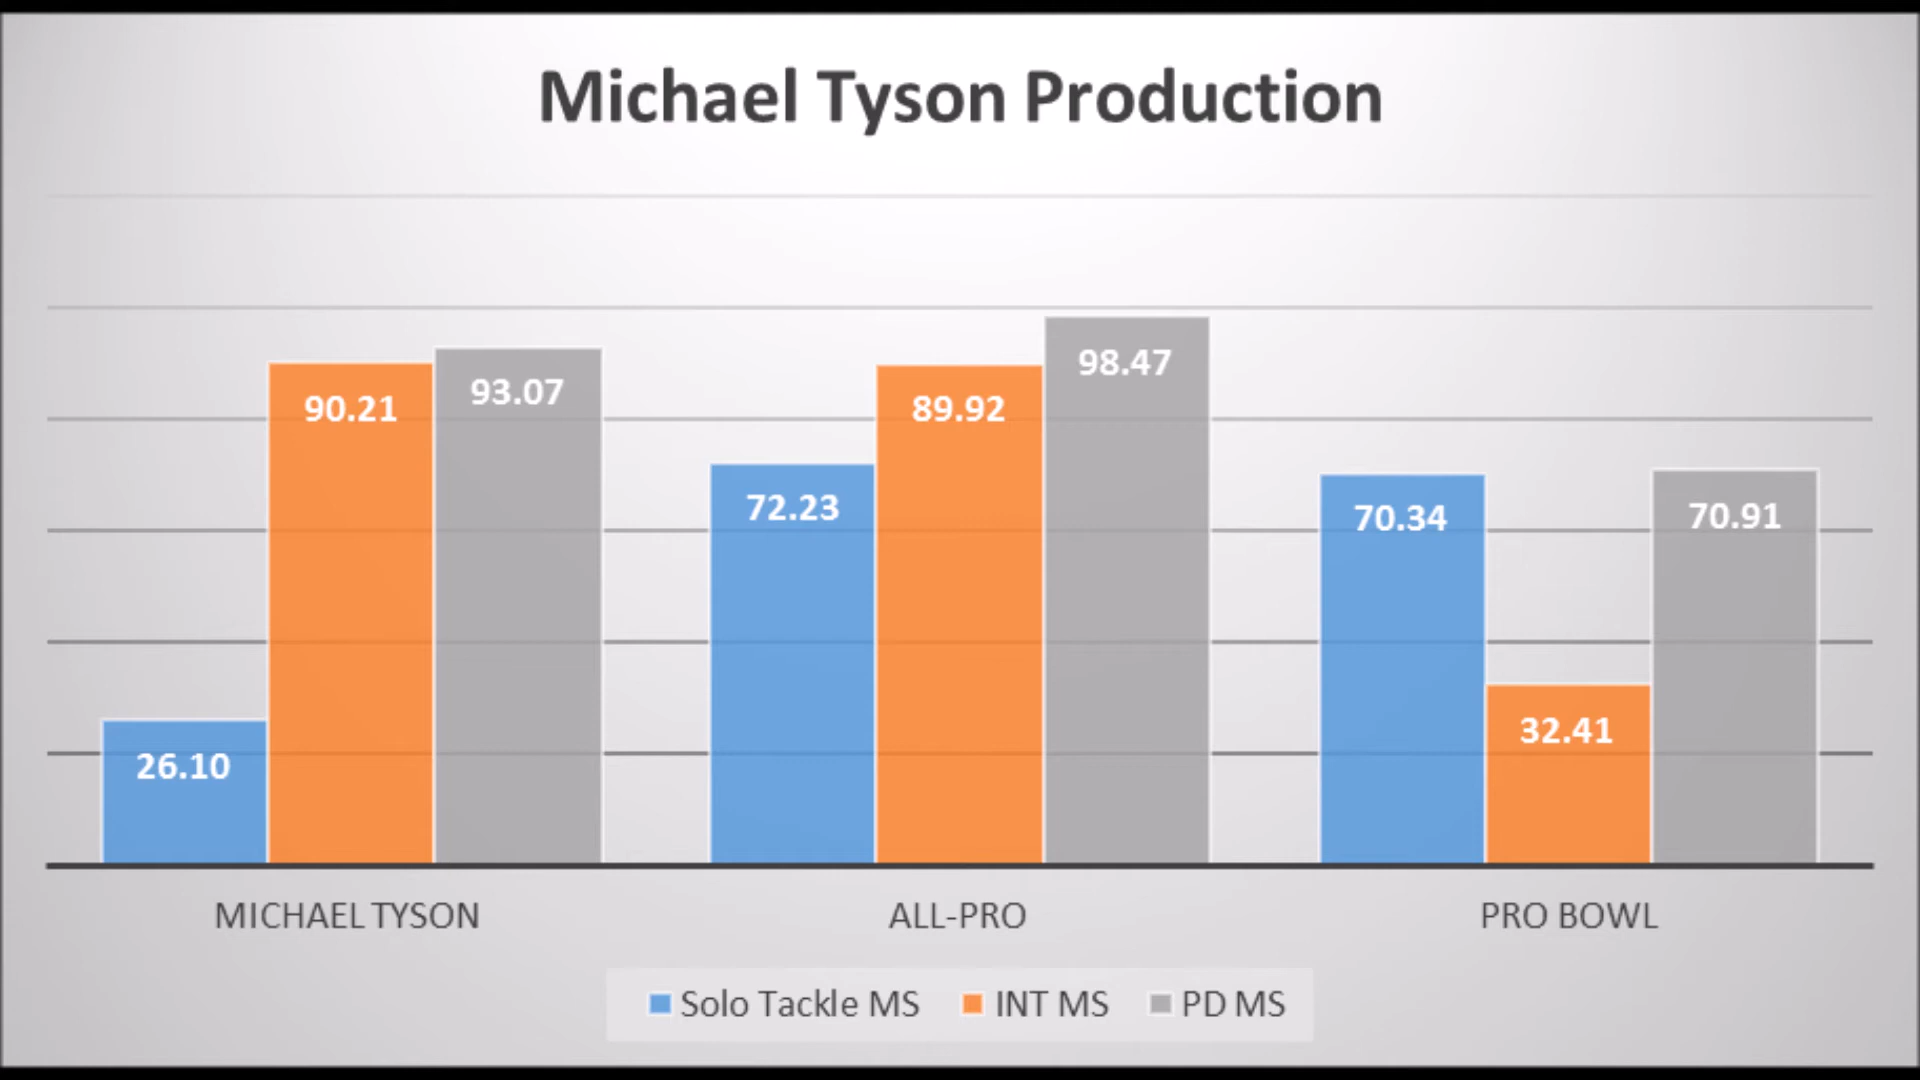 Michael Tyson Production
98.47
93.07
90.21
89.92
72.23
70.34
70.91
32.41
26.10
MICHAEL TYSON
ALL-PRO
PRO BOWL
Solo Tackle MS
INT MS
PD MS